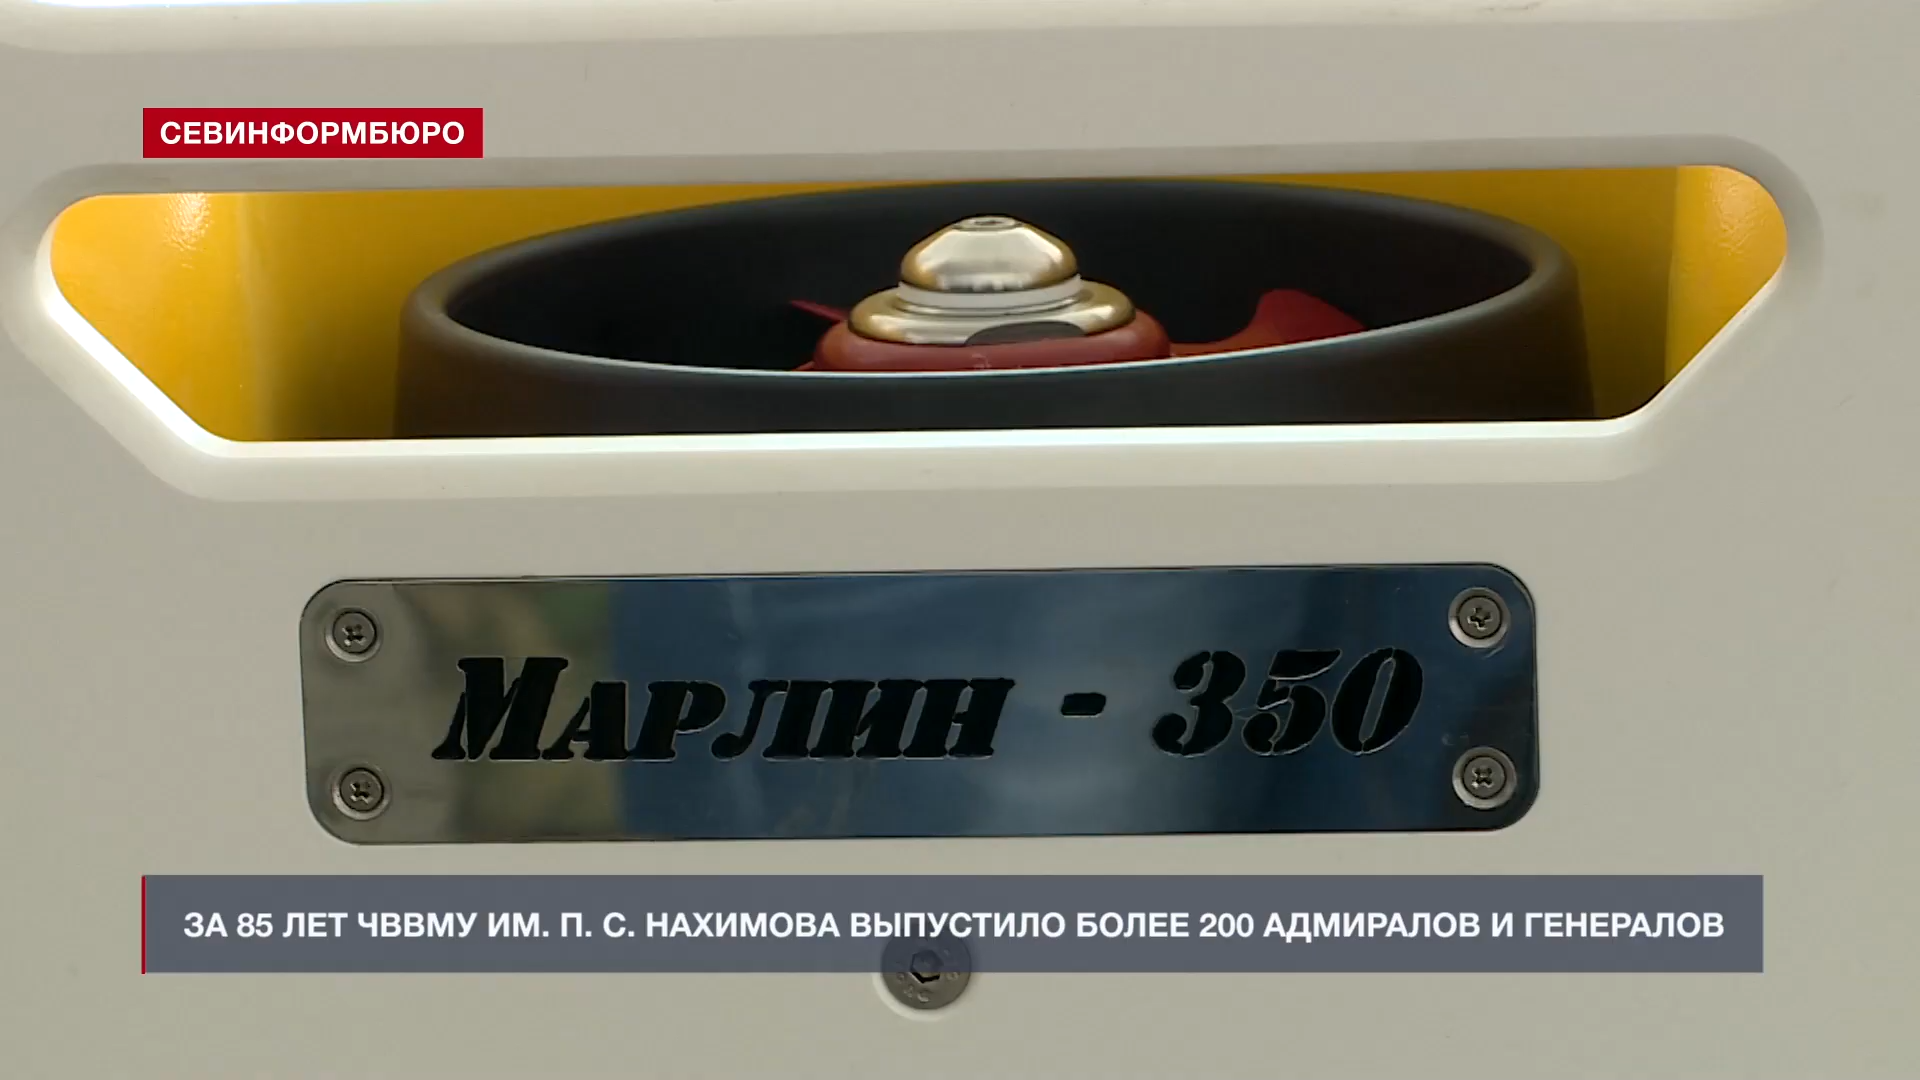 СЕВИНФОРМБЮРО
Марлин - 350
ЗА 85 ЛЕТ ЧВВМУ ИМ. П. С. НАХИМОВА ВЫПУСТИЛО БОЛЕЕ 200 АДМИРАЛОВ И ГЕНЕРАЛОВ